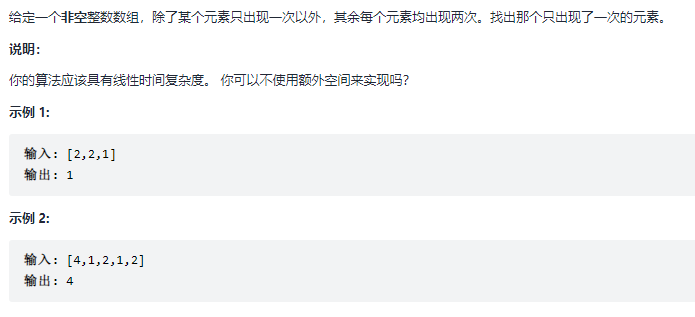 给定一个非空整数数组，除了某个元素只出现一次以外，其余每个元素均出现两次。找出那个只出现了一次的元素。
说明：
你的算法应该具有线性时间复杂度。 你可以不使用额外空间来实现吗？
示例 1:
输入: [2,2,1]
输出: 1
示例 2:
输入: [4,1,2,1,2]
输出: 4